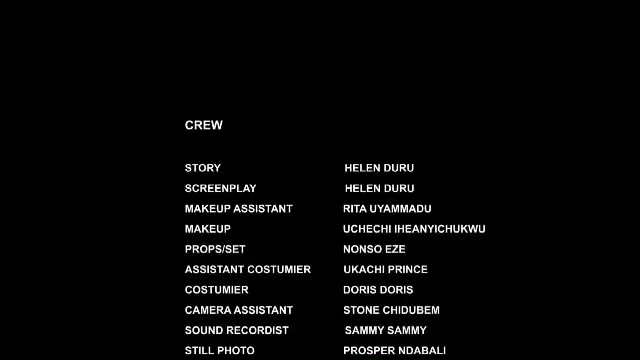 CREW
STORY HELEN DURU
SCREENPLAY HELEN DURU
MAKEUP ASSISTANT RITA UYAMMADU
MAKEUP UCHECHI IHEANYICHUKWU
PROPS/SET NONSO EZE
ASSISTANT COSTUMIER UKACHI PRINCE
COSTUMIER DORIS DORIS
CAMERA ASSISTANT STONE CHIDUBEM
SOUND RECORDIST SAMMY SAMMY
STILL PHOTO PROSPER NDABALI